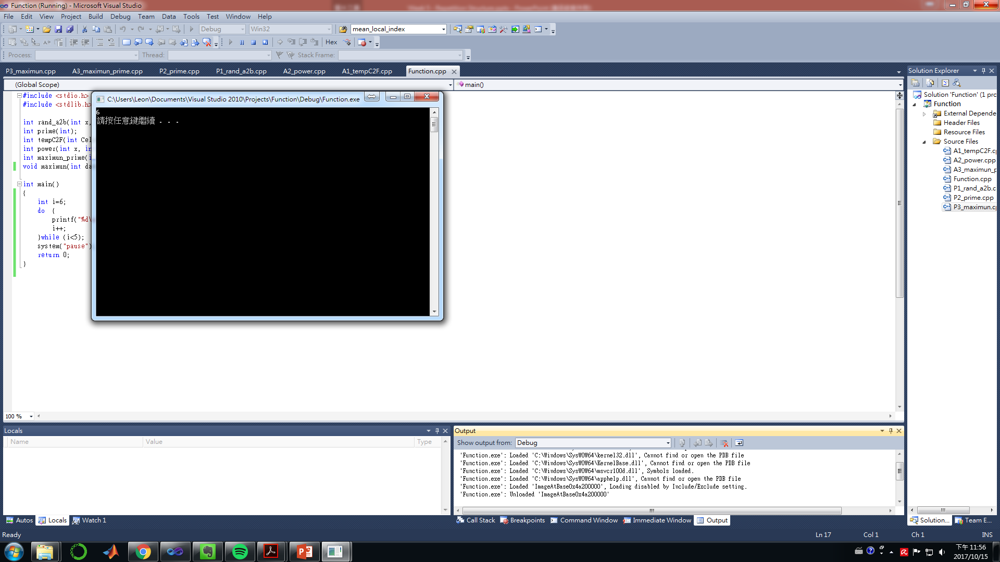 Function (Running) - Microsoft Visual Studio
File Edit View Project Build Debug Team Data Tools Test Window Help
Debug Win32 mean_local_index
Hex
Process: Thread: Stack Frame:
P3_maximun.cpp A3_maximun_prime.cpp P2_prime.cpp P1_rand_a2b.cpp A2_power.cpp A1_tempC2F.cpp Function.cpp
(Global Scope) main()
#include <stdio.h>
#include <stdlib.h>
int rand_a2b(int x,
int prime(int);
int tempC2F(int Cel
int power(int x, in
int maximun_prime(i
void maximun(int da
int main()
{
int i=6;
do {
printf("%d\
i++;
}while (i<5);
system("pause")
return 0;
}
C:\Users\Leon\Documents\Visual Studio 2010\Projects\Function\Debug\Function.exe
6
請按任意鍵繼續 . . .
Solution Explorer
Solution 'Function' (1 pro
Function
External Depende
Header Files
Resource Files
Source Files
A1_tempC2F.cp
A2_power.cpp
A3_maximun_p
Function.cpp
P1_rand_a2b.c
P2_prime.cpp
P3_maximun.cp
100 %
Locals
Name Value Type
Autos Locals Watch 1
Output
Show output from: Debug
'Function.exe': Loaded 'C:\Windows\SysWOW64\kernel32.dll', Cannot find or open the PDB file
'Function.exe': Loaded 'C:\Windows\SysWOW64\KernelBase.dll', Cannot find or open the PDB file
'Function.exe': Loaded 'C:\Windows\SysWOW64\msvcr100d.dll', Symbols loaded.
'Function.exe': Loaded 'C:\Windows\SysWOW64\apphelp.dll', Cannot find or open the PDB file
'Function.exe': Loaded 'ImageAtBase0x4a200000', Loading disabled by Include/Exclude setting.
'Function.exe': Unloaded 'ImageAtBase0x4a200000'
Call Stack Breakpoints Command Window Immediate Window Output
Solution... Team E...
Ready Ln 17 Col 1 Ch 1 INS
下午 11:56
2017/10/15